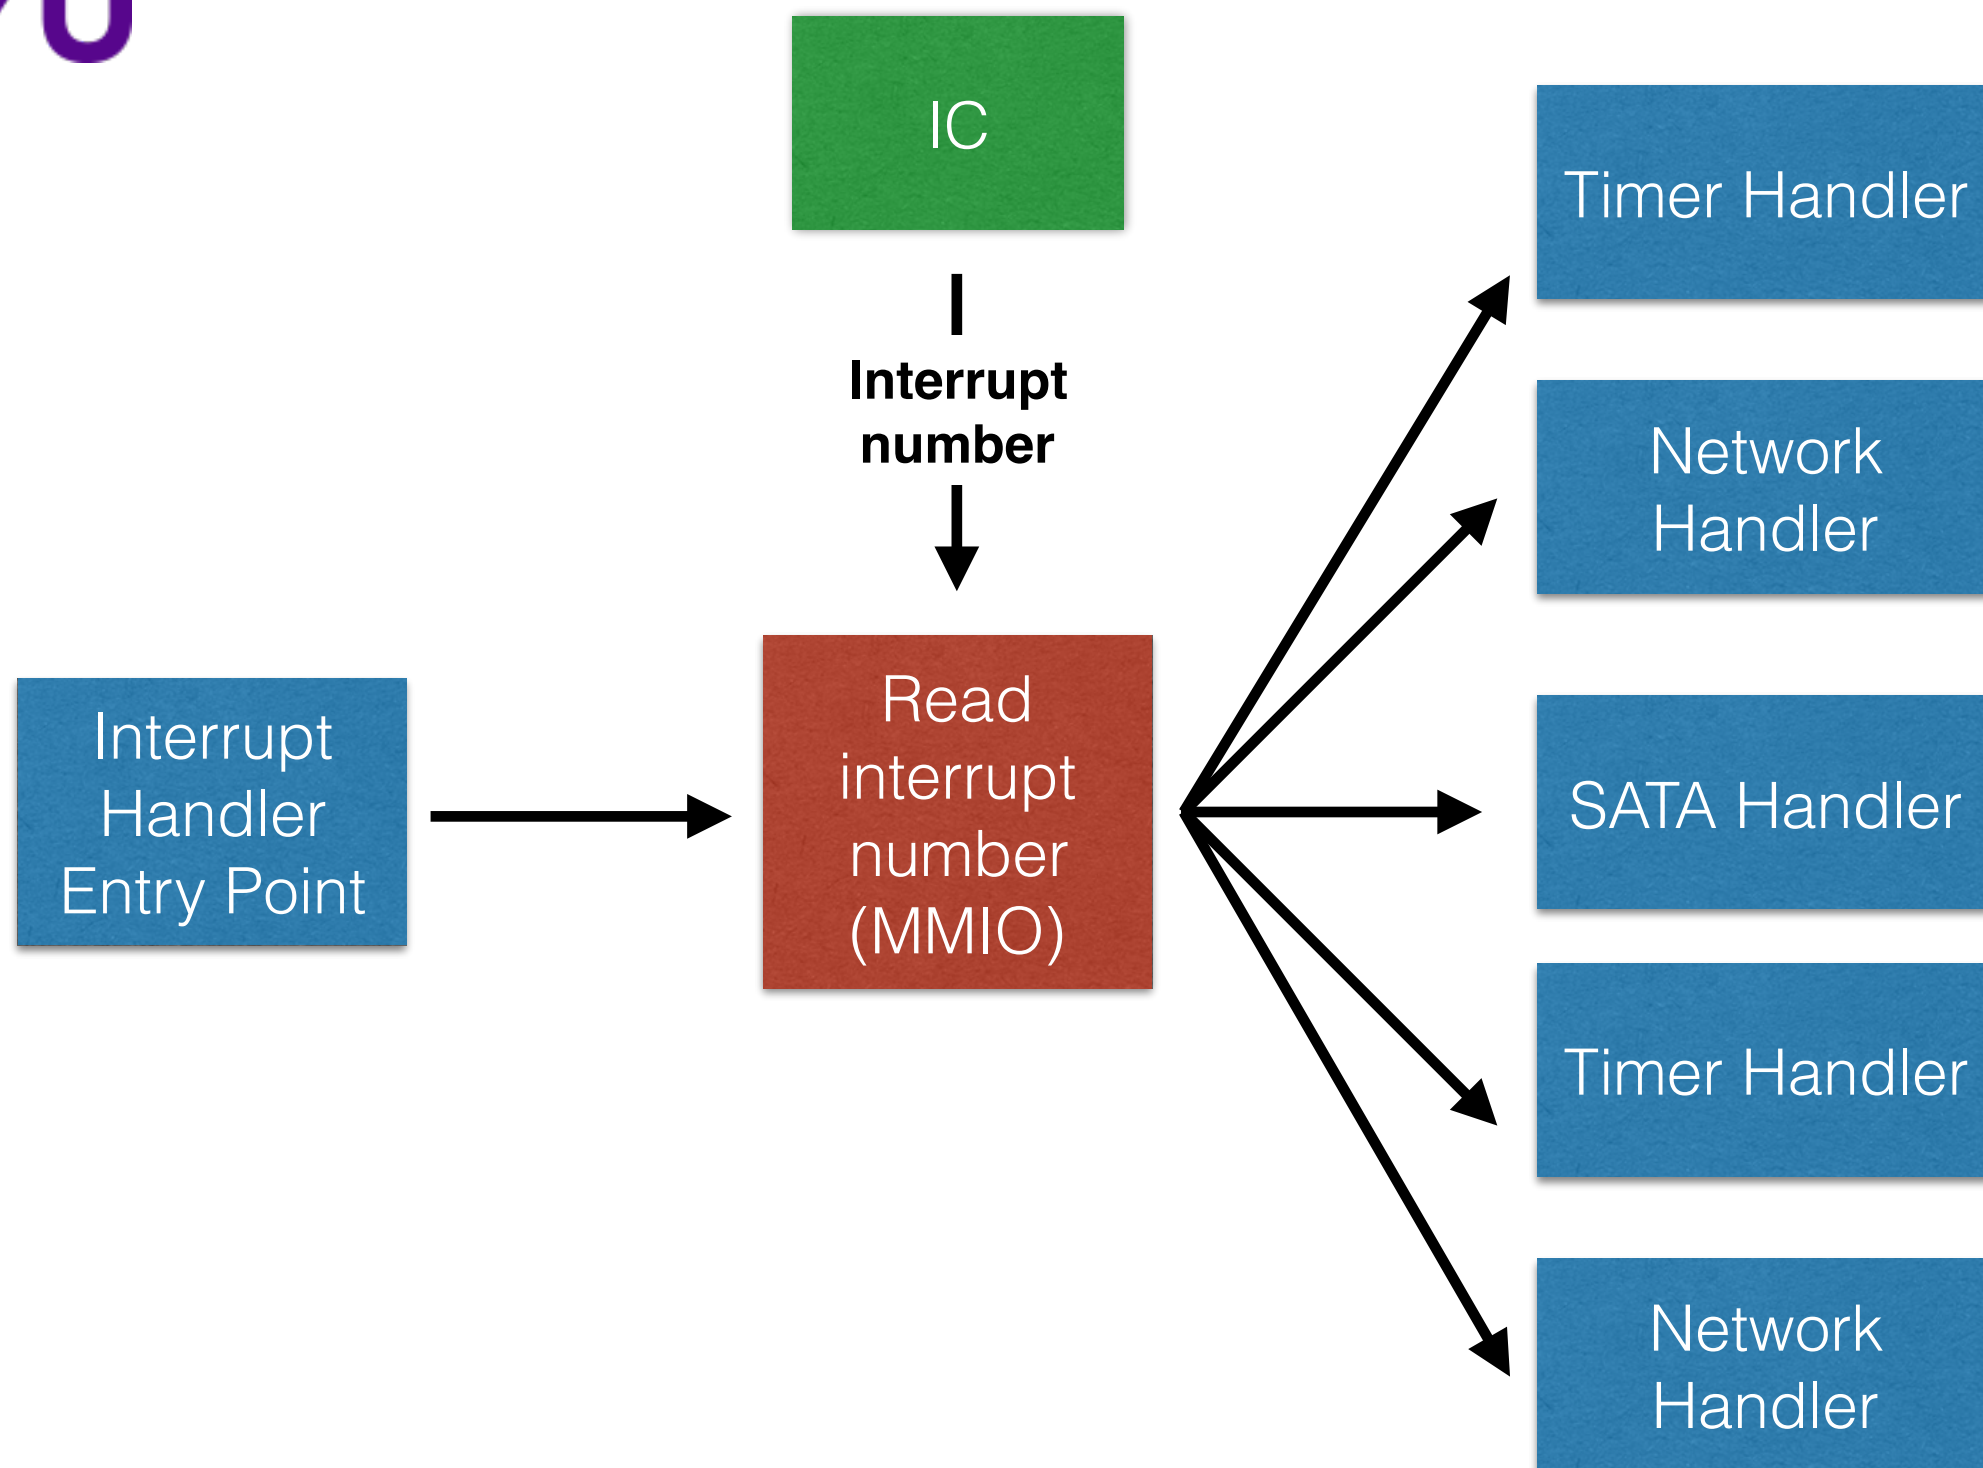 IC
Interrupt
number
Interrupt
Handler
Entry Point
Read
interrupt
number
(MMIO)
Timer Handler
Network
Handler
SATA Handler
Timer Handler
Network
Handler